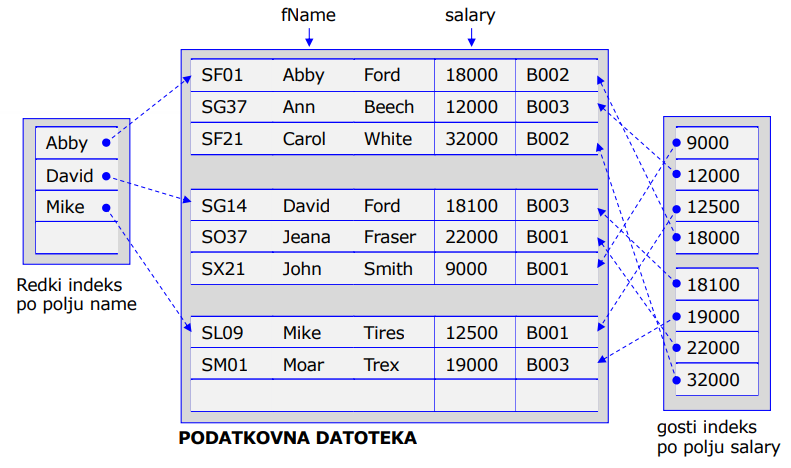 fName salary
SF01 Abby Ford 18000 B002
SG37 Ann Beech 12000 B003
SF21 Carol White 32000 B002
SG14 David Ford 18100 B003
SO37 Jeana Fraser 22000 B001
SX21 John Smith 9000 B001
SL09 Mike Tires 12500 B001
SM01 Moar Trex 19000 B003
PODATKOVNA DATOTEKA
Abby
David
Mike
Redki indeks
po polju name
9000
12000
12500
18000
18100
19000
22000
32000
gosti indeks
po polju salary